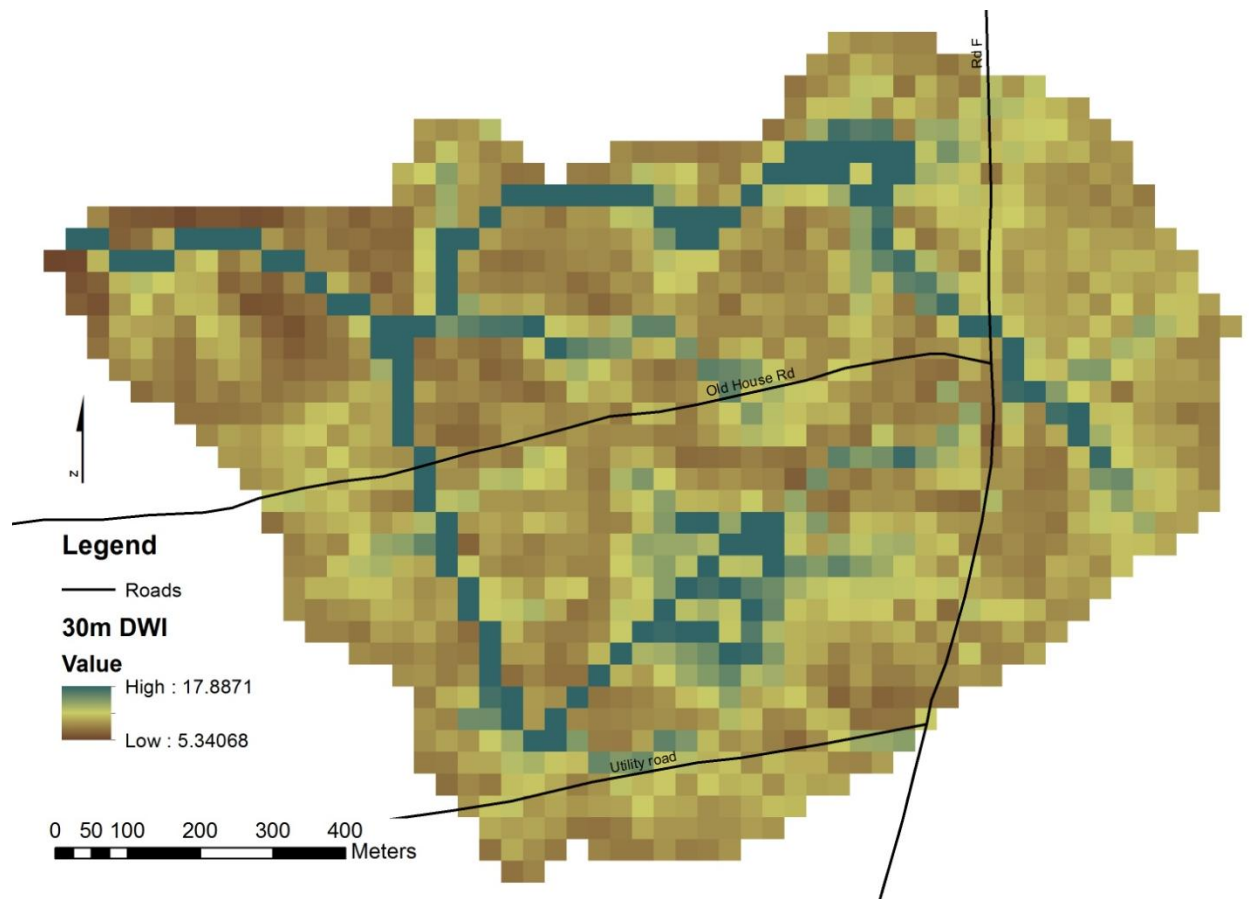 Rd F
Old House Rd
z
Legend
Roads
30m DWI
Value
High : 17.8871
Low : 5.34068
Utility road
0 50 100 200 300 400
Meters